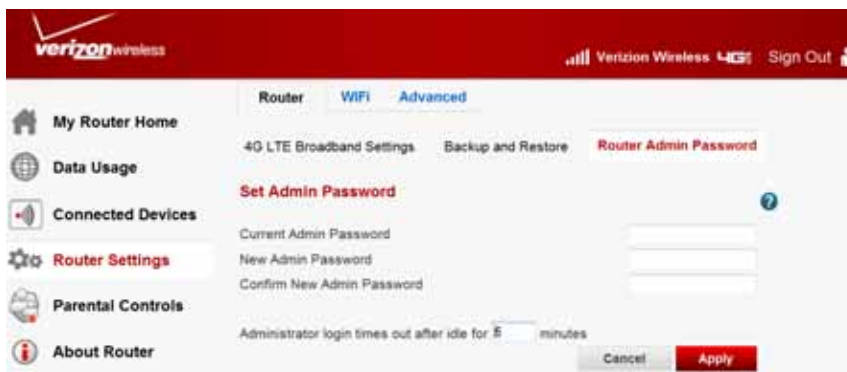 verizonwireless
Verizion Wireless 4G Sign Out
Router WiFi Advanced
My Router Home
4G LTE Broadband Settings Backup and Restore Router Admin Password
Data Usage
Set Admin Password
?
Connected Devices
Current Admin Password
Router Settings
New Admin Password
Confirm New Admin Password
Parental Controls
Administrator login times out after idle for 5 minutes
About Router
Cancel Apply